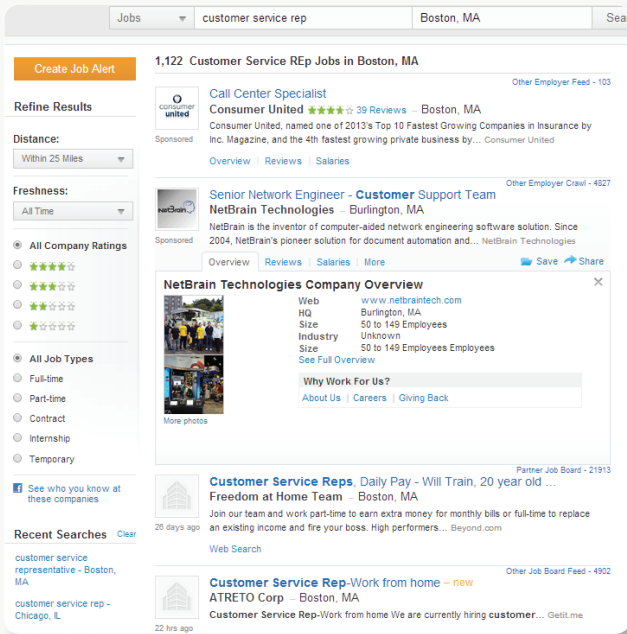 Jobs customer service rep Boston, MA Sea
Create Job Alert
Refine Results
Distance:
Within 25 Miles
Freshness:
All Time
All Company Ratings
All Job Types
Full-time
Part-time
Contract
Internship
Temporary
See who you know at
these companies
Recent Searches Clear
customer service
representative - Boston,
MA
customer service rep -
Chicago, IL
1,122 Customer Service REp Jobs in Boston, MA
Other Employer Feed - 103
consumer
united
Sponsored
Call Center Specialist
Consumer United 39 Reviews – Boston, MA
Consumer United, named one of 2013's Top 10 Fastest Growing Companies in Insurance by
Inc. Magazine, and the 4th fastest growing private business by... Consumer United
Overview | Reviews | Salaries
Other Employer Crawl - 4827
NetBrain
Sponsored
Senior Network Engineer - Customer Support Team
NetBrain Technologies – Burlington, MA
NetBrain is the inventor of computer-aided network engineering software solution. Since
2004, NetBrain's pioneer solution for document automation and... NetBrain Technologies
Overview Reviews | Salaries | More Save Share
NetBrain Technologies Company Overview
Web www.netbraintech.com
HQ Burlington, MA
Size 50 to 149 Employees
Industry Unknown
Size 50 to 149 Employees Employees
See Full Overview
Why Work For Us?
About Us | Careers | Giving Back
More photos
Partner Job Board - 21913
Customer Service Reps, Daily Pay - Will Train, 20 year old ...
Freedom at Home Team – Boston, MA
26 days ago
Join our team and work part-time to earn extra money for monthly bills or full-time to replace
an existing income and fire your boss. High performers... Beyond.com
Web Search
Other Job Board Feed - 4902
Customer Service Rep-Work from home – new
ATRETO Corp – Boston, MA
Customer Service Rep-Work from home We are currently hiring customer... Getit.me
22 hrs ago